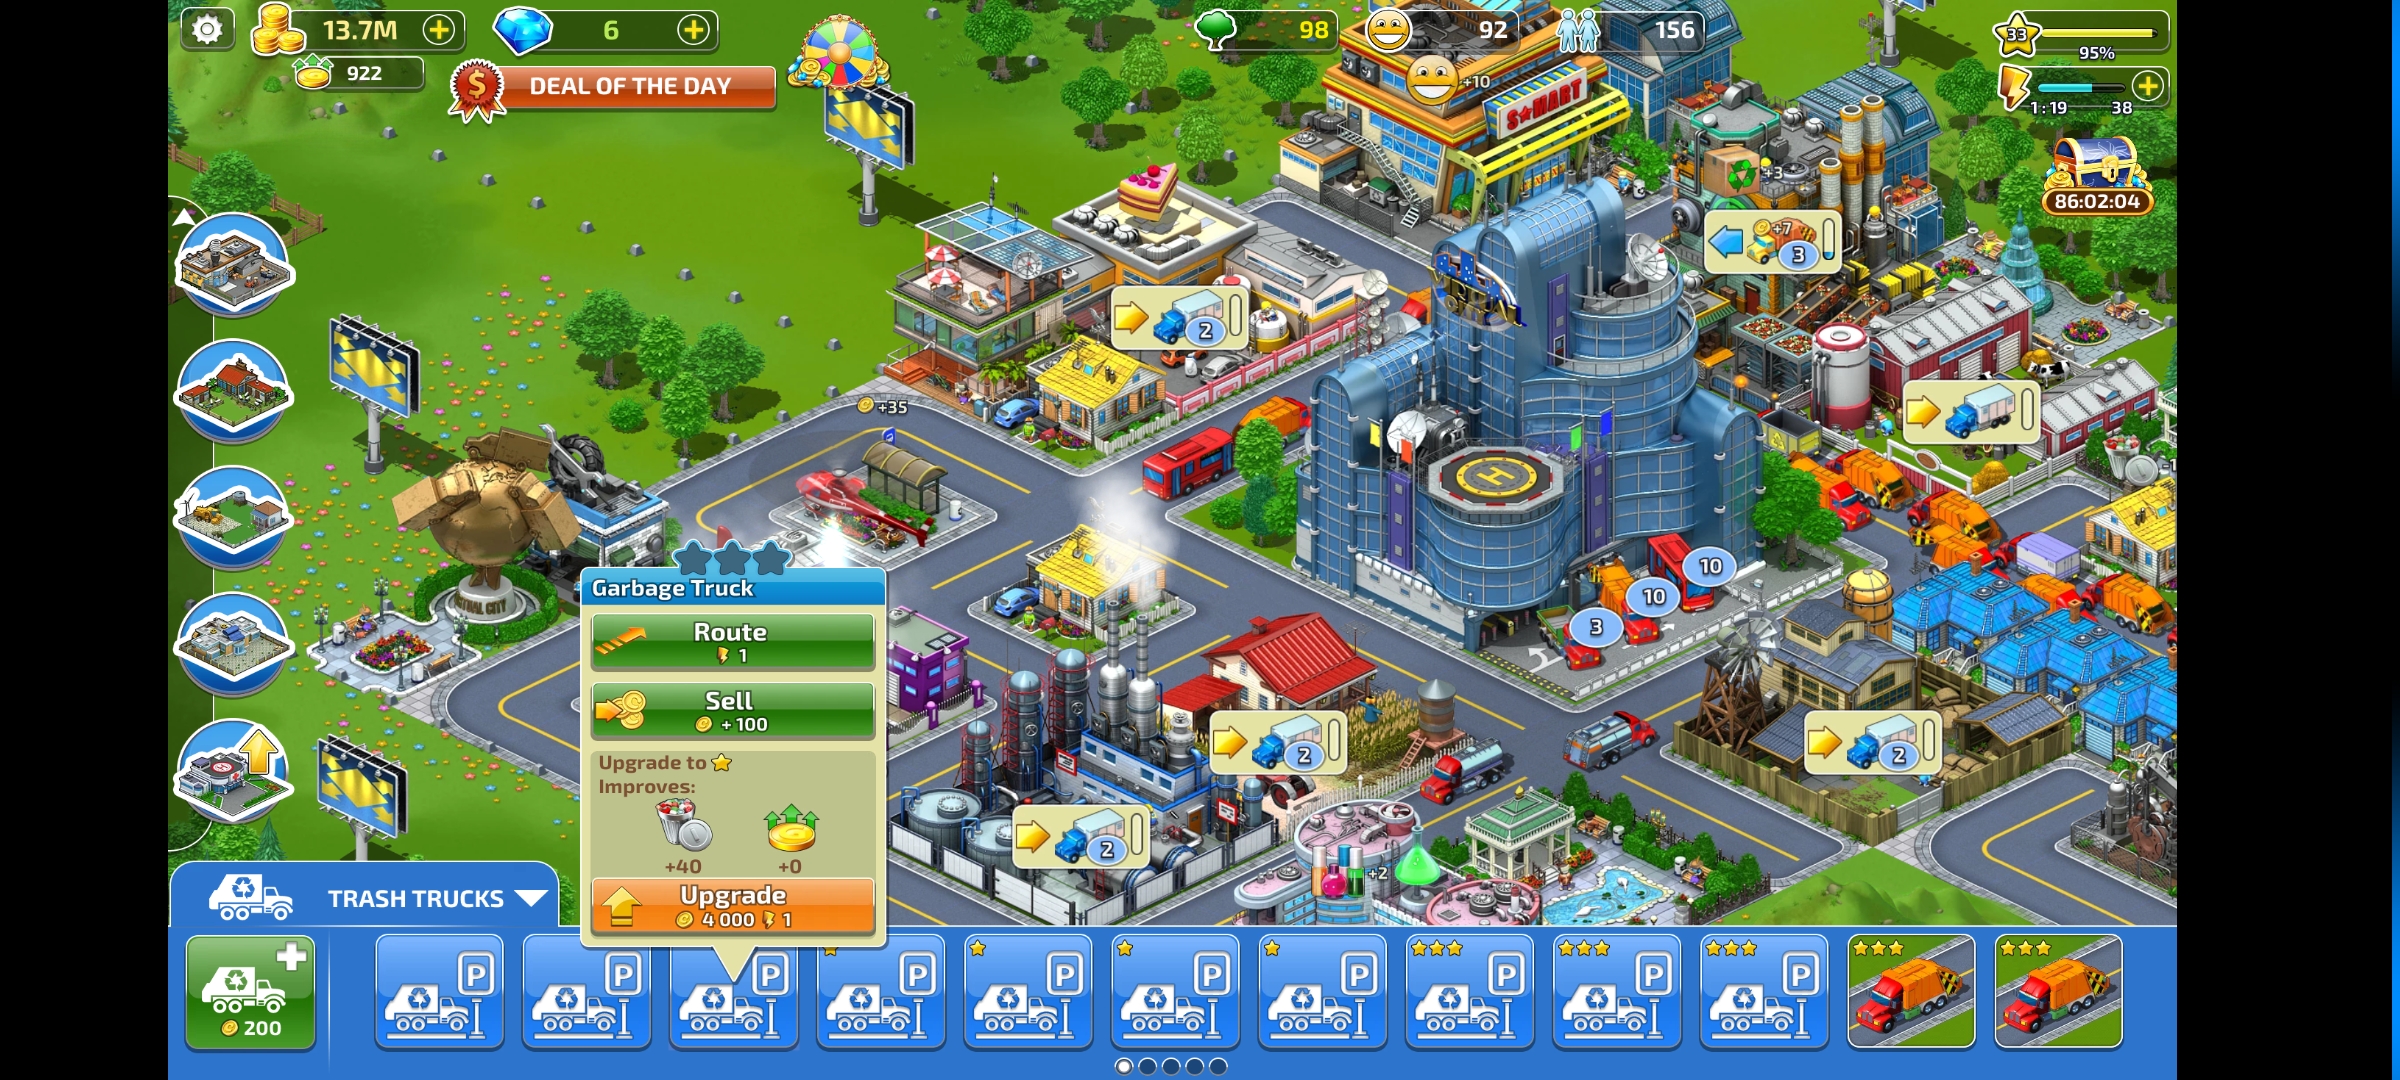 13.7M
6
98
92
156
33
95%
922
DEAL OF THE DAY
+10
S★MART
1:19
38
+3
86:02:04
+7
3
2
+35
H
10
10
3
-1
Garbage Truck
Route
1
Sell
+100
Upgrade to
Improves:
+40
+0
Upgrade
4 000
1
2
2
2
+2
TRASH TRUCKS
200
P
P
P
P
P
P
P
P
P
P